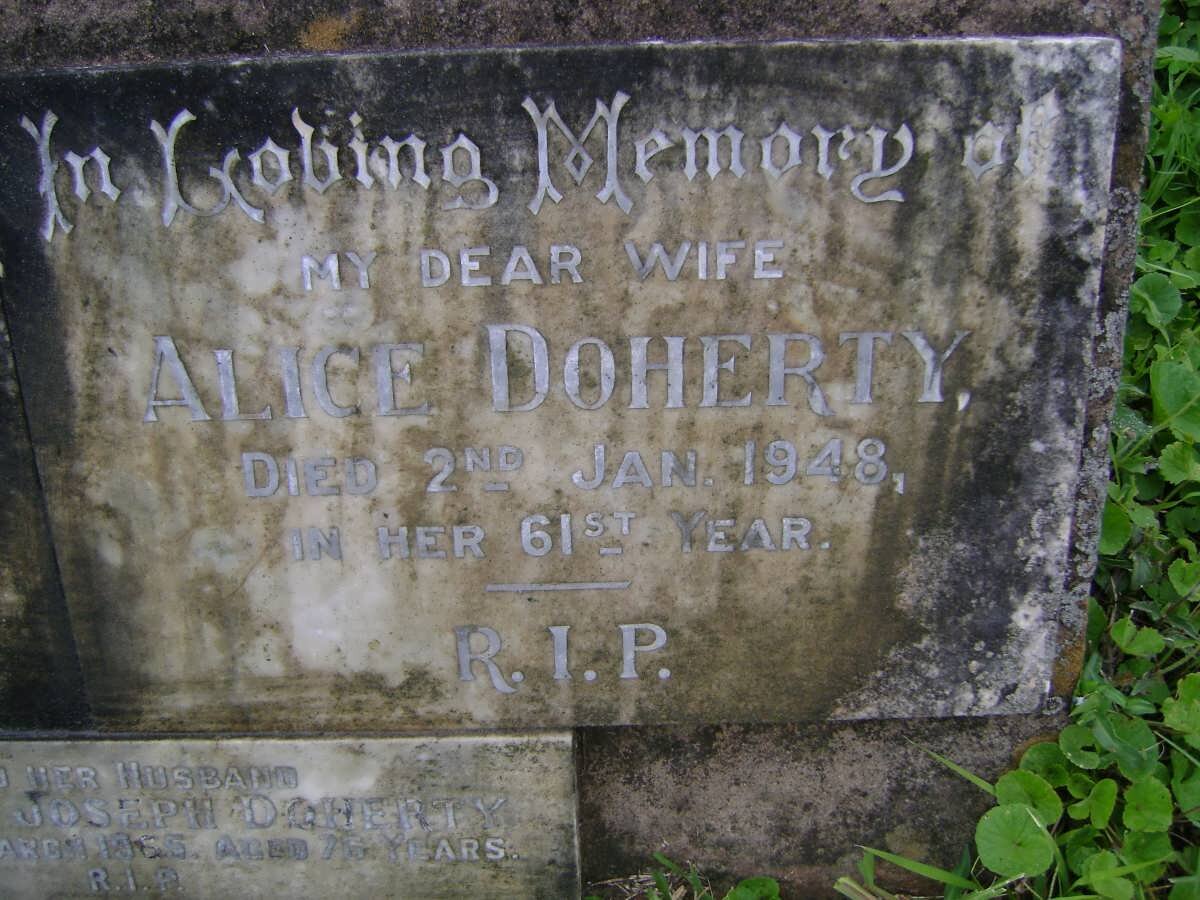 In Loving Memory of
MY DEAR WIFE
ALICE DOHERTY,
DIED 2ND JAN. 1948,
IN HER 61ST YEAR.
R.I.P.
HER HUSBAND
JOSEPH DOHERTY
AGED 76 YEARS.
R.I.P.